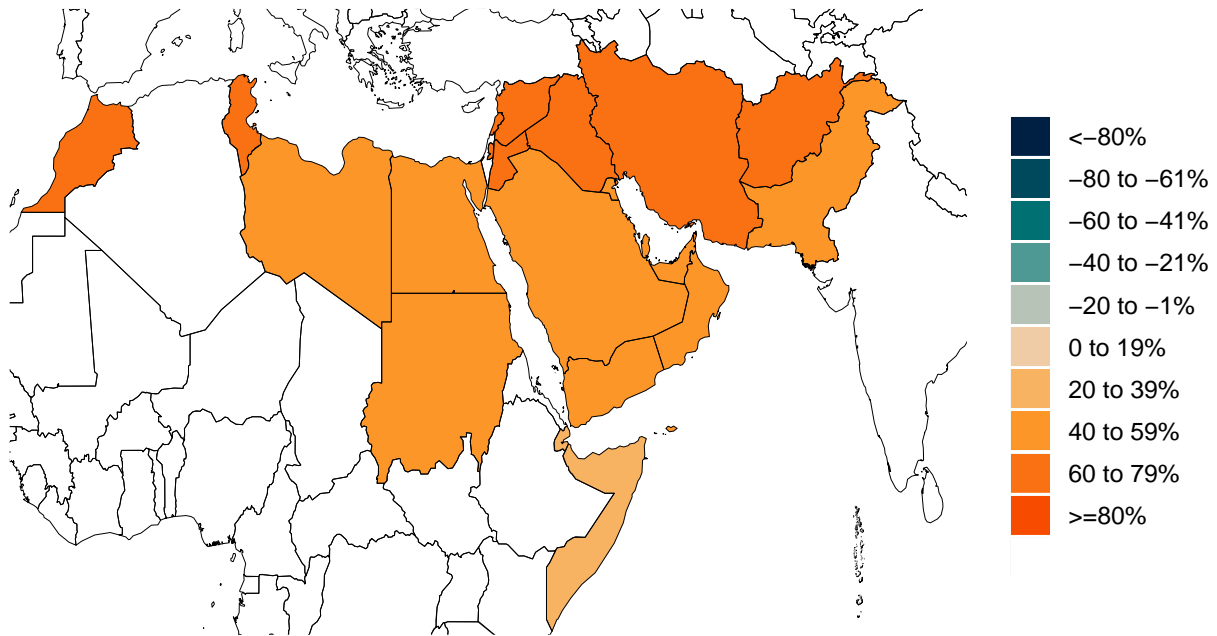 <−80%
−80 to −61%
−60 to −41%
−40 to −21%
−20 to −1%
0 to 19%
20 to 39%
40 to 59%
60 to 79%
>=80%